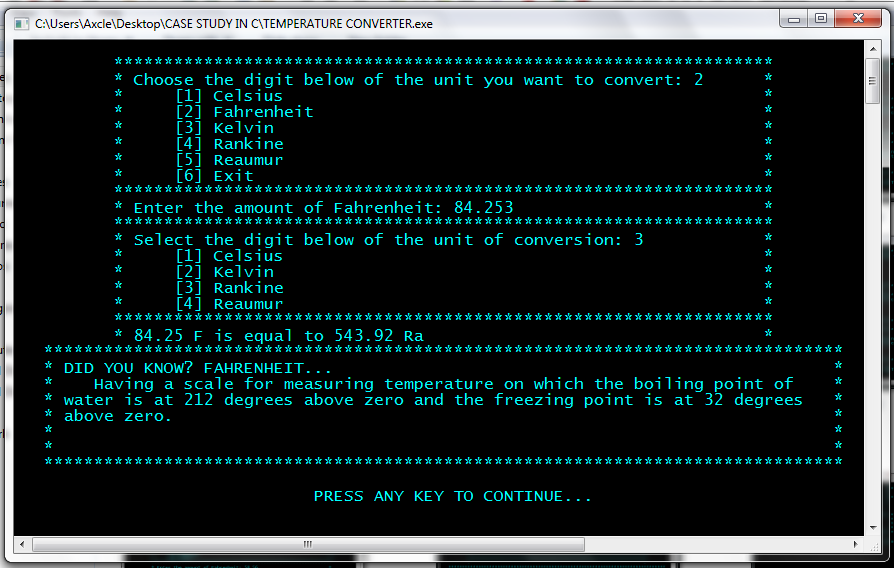 C:\Users\Axcle\Desktop\CASE STUDY IN C\TEMPERATURE CONVERTER.exe
*****************************************************************
* Choose the digit below of the unit you want to convert: 2 *
* [1] Celsius *
* [2] Fahrenheit *
* [3] Kelvin *
* [4] Rankine *
* [5] Reaumur *
* [6] Exit *
*****************************************************************
* Enter the amount of Fahrenheit: 84.253 *
*****************************************************************
* Select the digit below of the unit of conversion: 3 *
* [1] Celsius *
* [2] Kelvin *
* [3] Rankine *
* [4] Reaumur *
*****************************************************************
* 84.25 F is equal to 543.92 Ra *
********************************************************************************
* DID YOU KNOW? FAHRENHEIT... *
* Having a scale for measuring temperature on which the boiling point of *
* water is at 212 degrees above zero and the freezing point is at 32 degrees *
* above zero. *
* *
* *
********************************************************************************
PRESS ANY KEY TO CONTINUE...